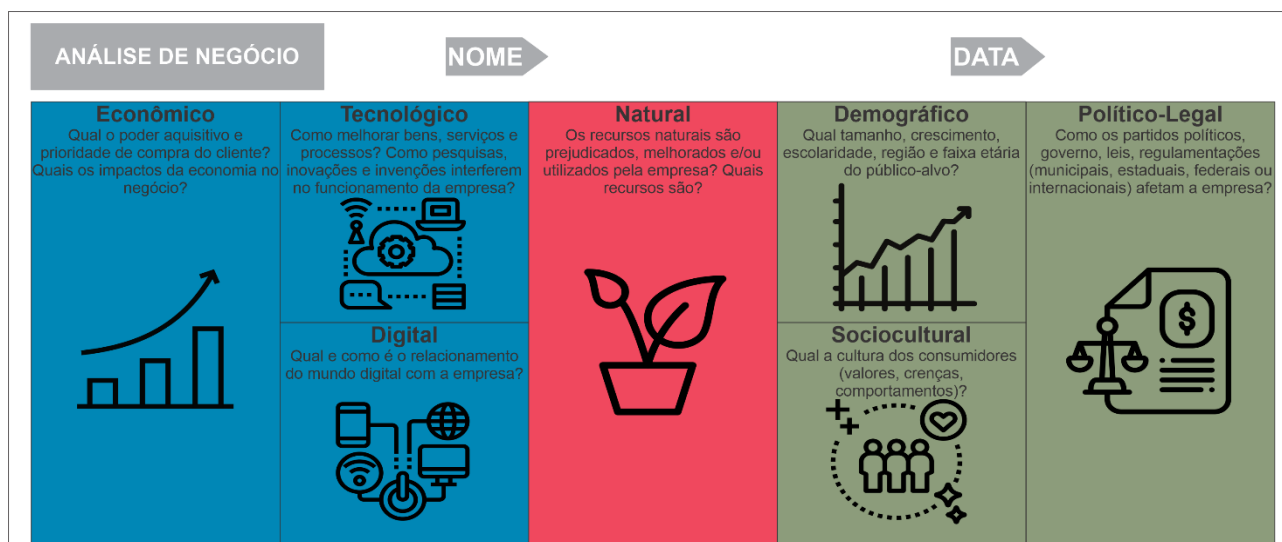 ANÁLISE DE NEGÓCIO
NOME
DATA
Econômico
Qual o poder aquisitivo e
prioridade de compra do cliente?
Quais os impactos da economia no
negócio?
Tecnológico
Como melhorar bens, serviços e
processos? Como pesquisas,
inovações e invenções interferem
no funcionamento da empresa?
Digital
Qual e como é o relacionamento
do mundo digital com a empresa?
Natural
Os recursos naturais são
prejudicados, melhorados e/ou
utilizados pela empresa? Quais
recursos são?
Demográfico
Qual tamanho, crescimento,
escolaridade, região e faixa etária
do público-alvo?
Sociocultural
Qual a cultura dos consumidores
(valores, crenças,
comportamentos)?
Político-Legal
Como os partidos políticos,
governo, leis, regulamentações
(municipais, estaduais, federais ou
internacionais) afetam a empresa?
$